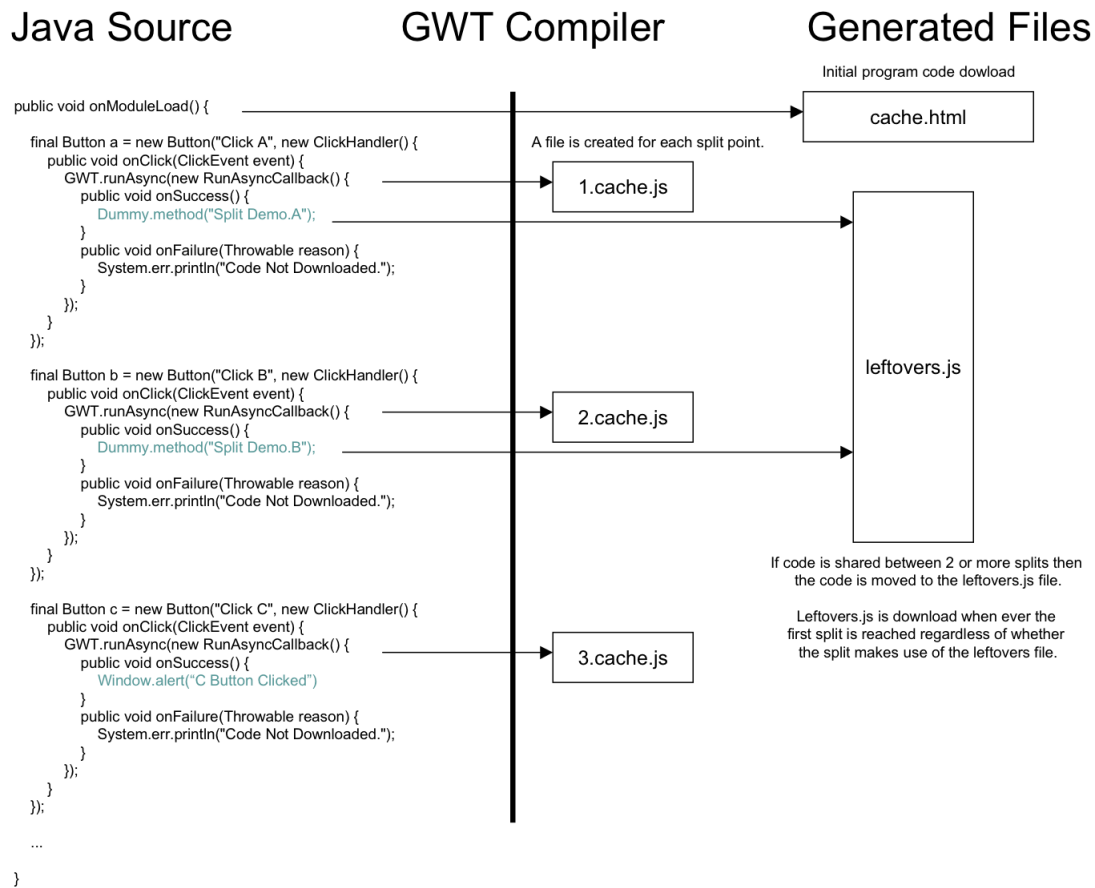 Java Source
GWT Compiler
Generated Files
Initial program code dowload
cache.html
public void onModuleLoad() {
final Button a = new Button("Click A", new ClickHandler() {
public void onClick(ClickEvent event) {
GWT.runAsync(new RunAsyncCallback() {
public void onSuccess() {
Dummy.method("Split Demo.A");
}
public void onFailure(Throwable reason) {
System.err.println("Code Not Downloaded.");
}
});
}
});
final Button b = new Button("Click B", new ClickHandler() {
public void onClick(ClickEvent event) {
GWT.runAsync(new RunAsyncCallback() {
public void onSuccess() {
Dummy.method("Split Demo.B");
}
public void onFailure(Throwable reason) {
System.err.println("Code Not Downloaded.");
}
});
}
});
final Button c = new Button("Click C", new ClickHandler() {
public void onClick(ClickEvent event) {
GWT.runAsync(new RunAsyncCallback() {
public void onSuccess() {
Window.alert(“C Button Clicked”)
}
public void onFailure(Throwable reason) {
System.err.println("Code Not Downloaded.");
}
});
}
});
...
}
A file is created for each split point.
1.cache.js
2.cache.js
3.cache.js
leftovers.js
If code is shared between 2 or more splits then
the code is moved to the leftovers.js file.
Leftovers.js is download when ever the
first split is reached regardless of whether
the split makes use of the leftovers file.